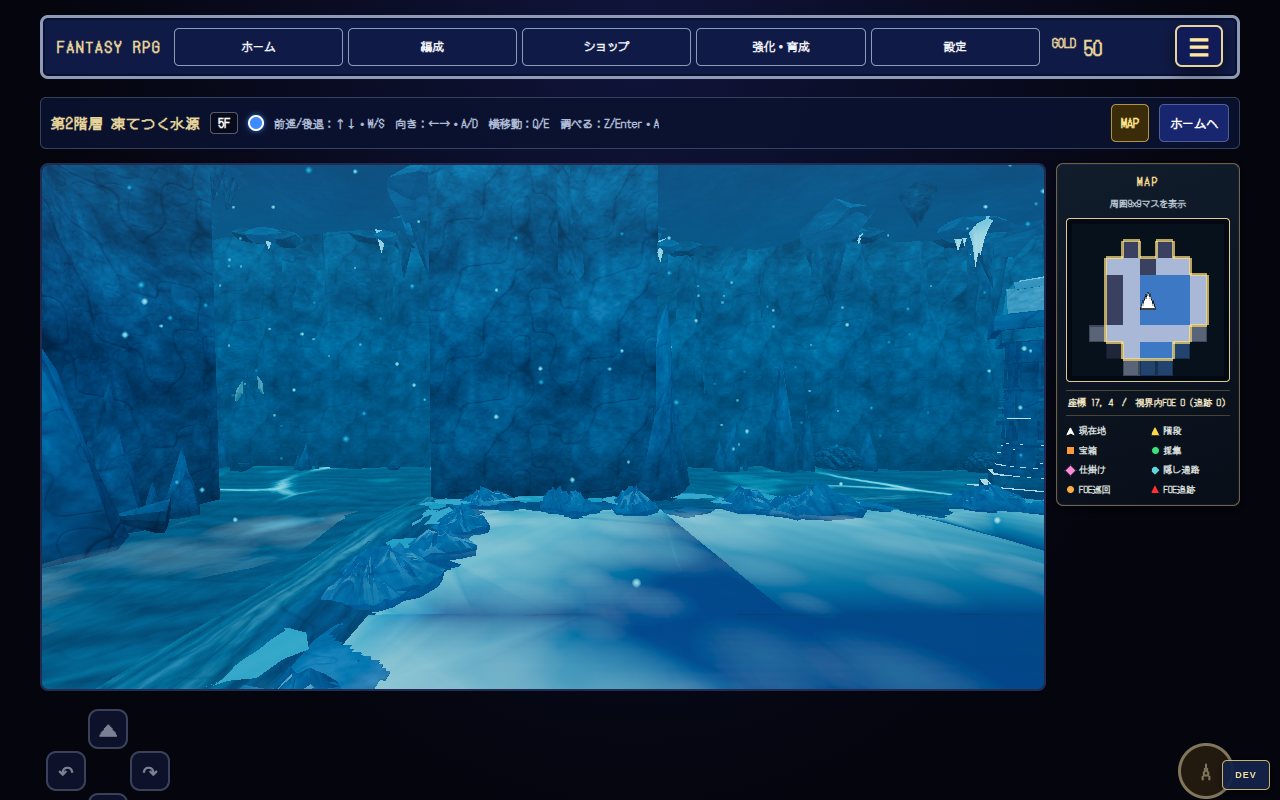 FANTASY RPG
ホーム
編成
ショップ
強化・育成
設定
GOLD 50
第2階層 凍てつく水源
5F
前進/後退：↑↓・W/S 向き：←→・A/D 横移動：Q/E 調べる：Z/Enter・A
MAP
ホームへ
MAP
周囲9x9マスを表示
座標 17, 4 / 視界内FOE 0（追跡 0）
現在地
階段
宝箱
採集
仕掛け
隠し通路
FOE巡回
FOE追跡
A
DEV